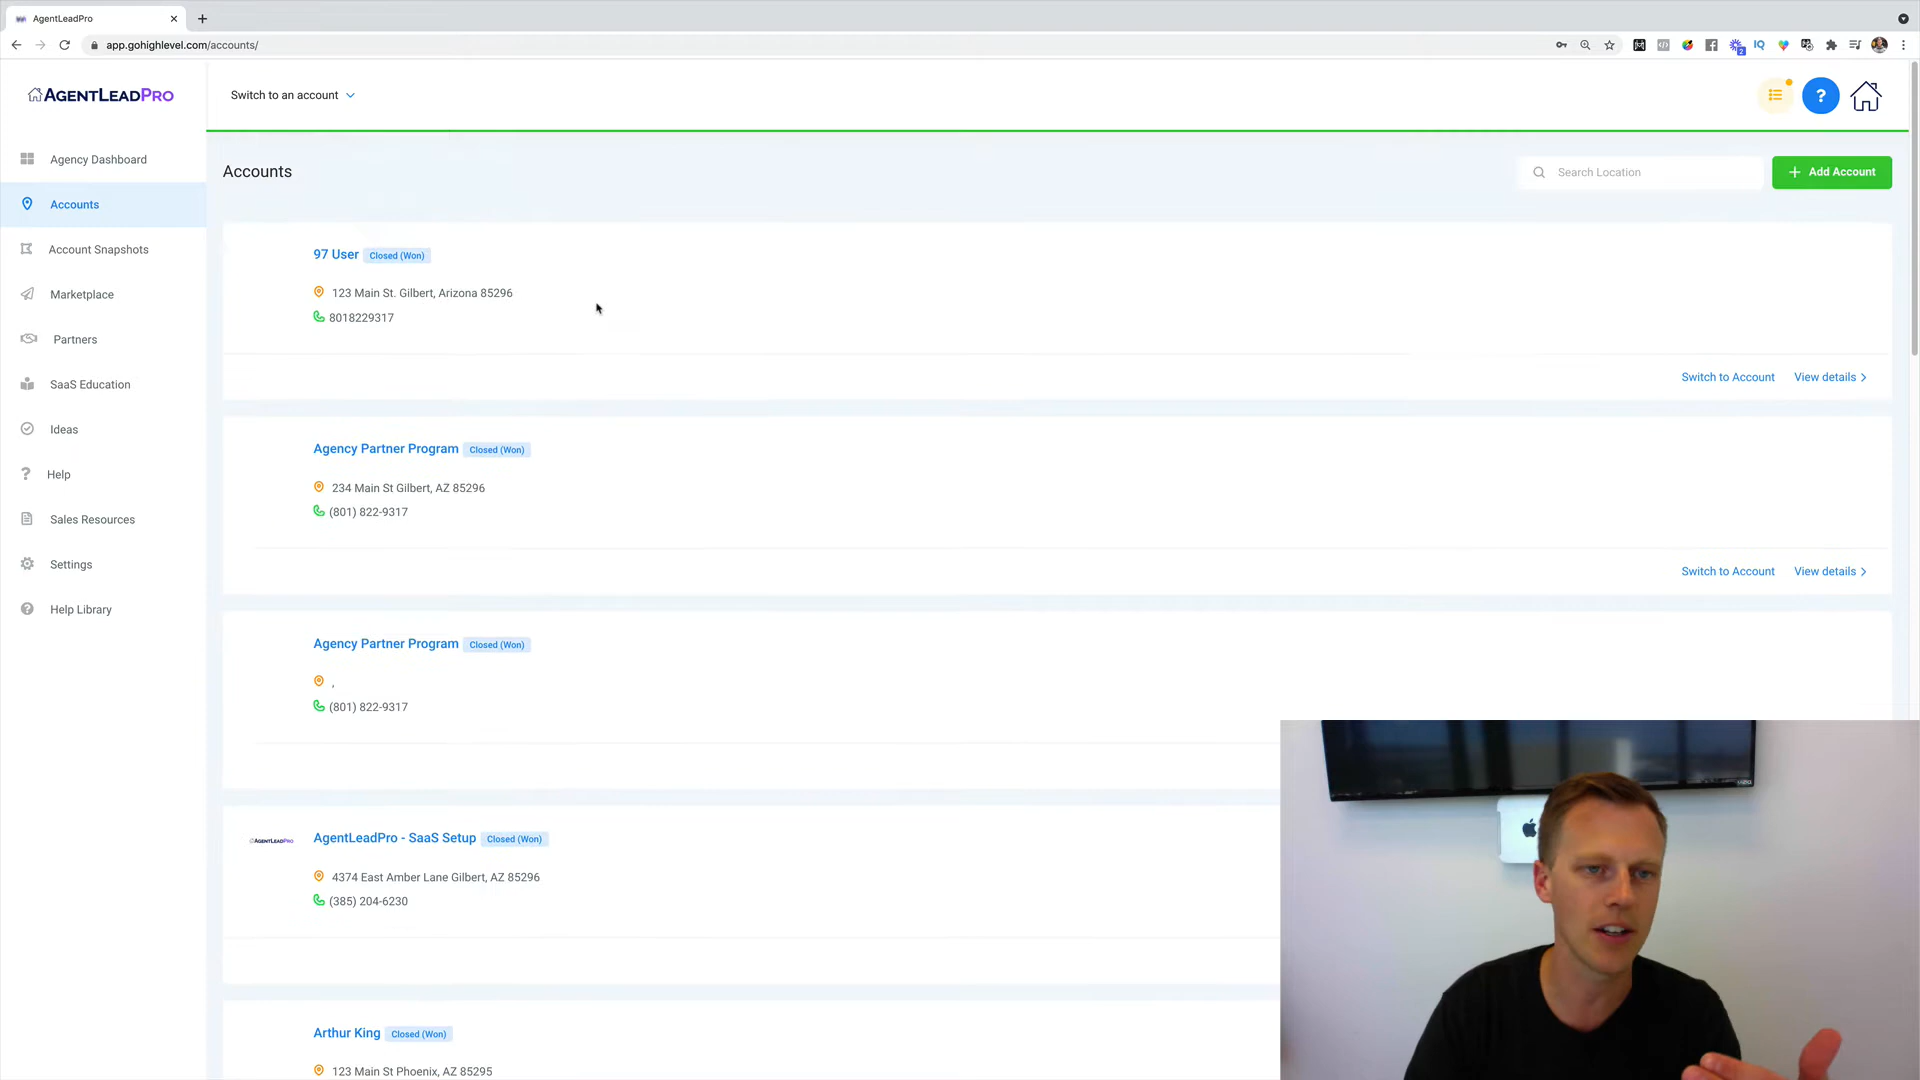 AgentLeadPro
app.gohighlevel.com/accounts/
IQ
2
AGENTLEADPRO
Switch to an account
?
Agency Dashboard
Accounts
Account Snapshots
Marketplace
Partners
SaaS Education
Ideas
Help
Sales Resources
Settings
Help Library
Accounts
Search Location
+ Add Account
97 User Closed (Won)
123 Main St. Gilbert, Arizona 85296
8018229317
Switch to Account View details >
Agency Partner Program Closed (Won)
234 Main St Gilbert, AZ 85296
(801) 822-9317
Switch to Account View details >
Agency Partner Program Closed (Won)
,
(801) 822-9317
AGENTLEADPRO
AgentLeadPro - SaaS Setup Closed (Won)
4374 East Amber Lane Gilbert, AZ 85296
(385) 204-6230
Arthur King Closed (Won)
123 Main St Phoenix, AZ 85295